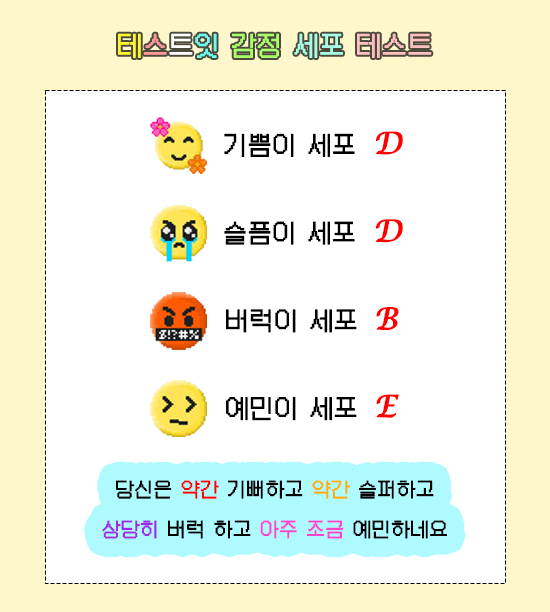 테스트잇 감정 세포 테스트
기쁨이 세포 D
슬픔이 세포 D
버럭이 세포 B
$!?#%
예민이 세포 E
당신은 약간 기뻐하고 약간 슬퍼하고
상당히 버럭 하고 아주 조금 예민하네요